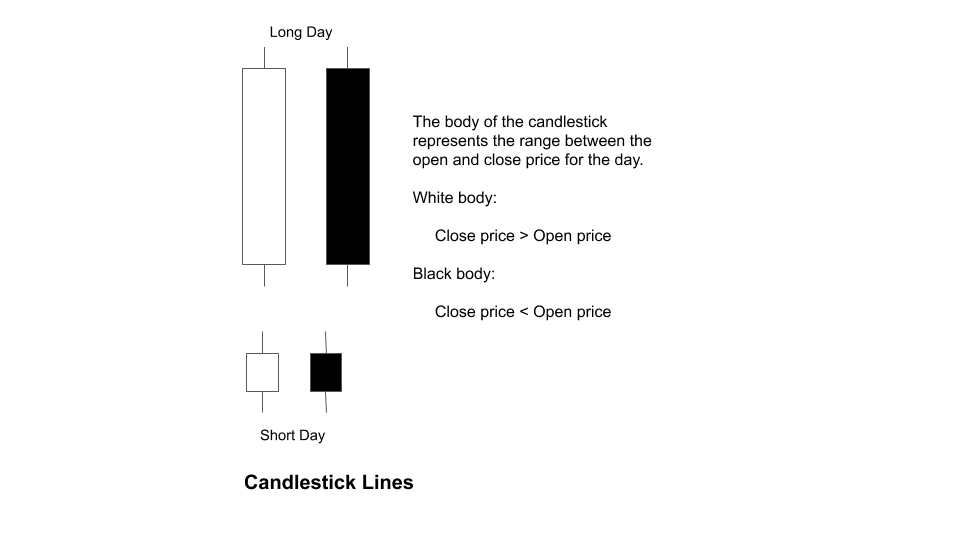 Long Day
The body of the candlestick
represents the range between the
open and close price for the day.
White body:
Close price > Open price
Black body:
Close price < Open price
Short Day
Candlestick Lines